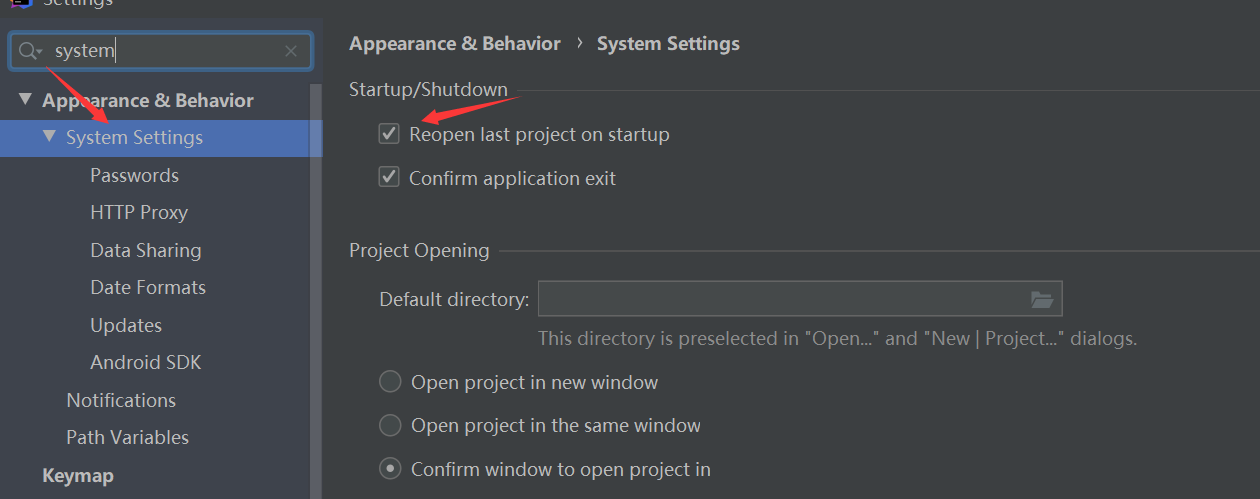 Settings
system
Appearance & Behavior
System Settings
Passwords
HTTP Proxy
Data Sharing
Date Formats
Updates
Android SDK
Notifications
Path Variables
Keymap
Appearance & Behavior › System Settings
Startup/Shutdown
Reopen last project on startup
Confirm application exit
Project Opening
Default directory:
This directory is preselected in "Open..." and "New | Project..." dialogs.
Open project in new window
Open project in the same window
Confirm window to open project in